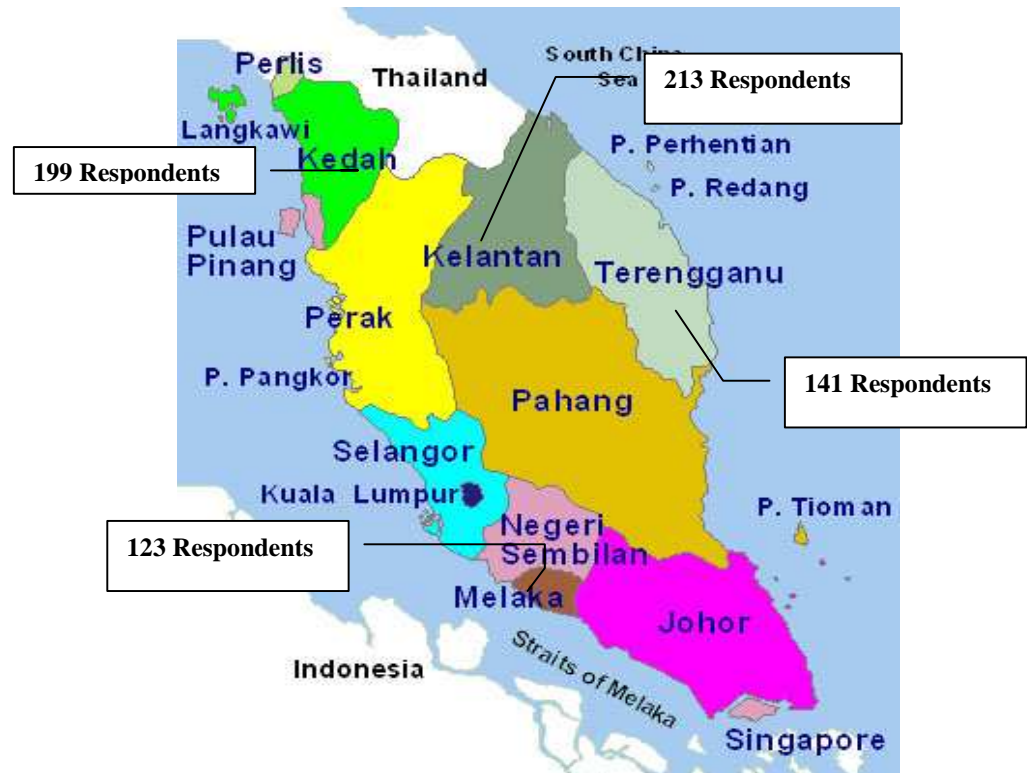 Perlis
Thailand
South China
Sea
213 Respondents
Langkawi
Kedah
P. Perhentian
199 Respondents
P. Redang
Pulau
Pinang
Kelantan
Terengganu
Perak
P. Pangkor
141 Respondents
Pahang
Selangor
Kuala Lumpur
P. Tioman
123 Respondents
Negeri
Sembilan
Melaka
Johor
Indonesia
Straits of Melaka
Singapore